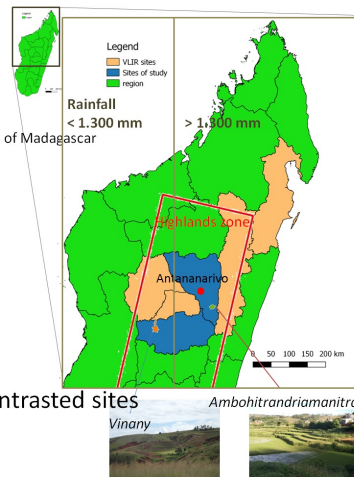 Legend
VLIR sites
Sites of study
region
Rainfall
< 1.300 mm
> 1.300 mm
of Madagascar
Highlands zone
Antananarivo
0 50 100 150 200 km
ntrasted sites
Vinany
Ambohitrandriamanitra